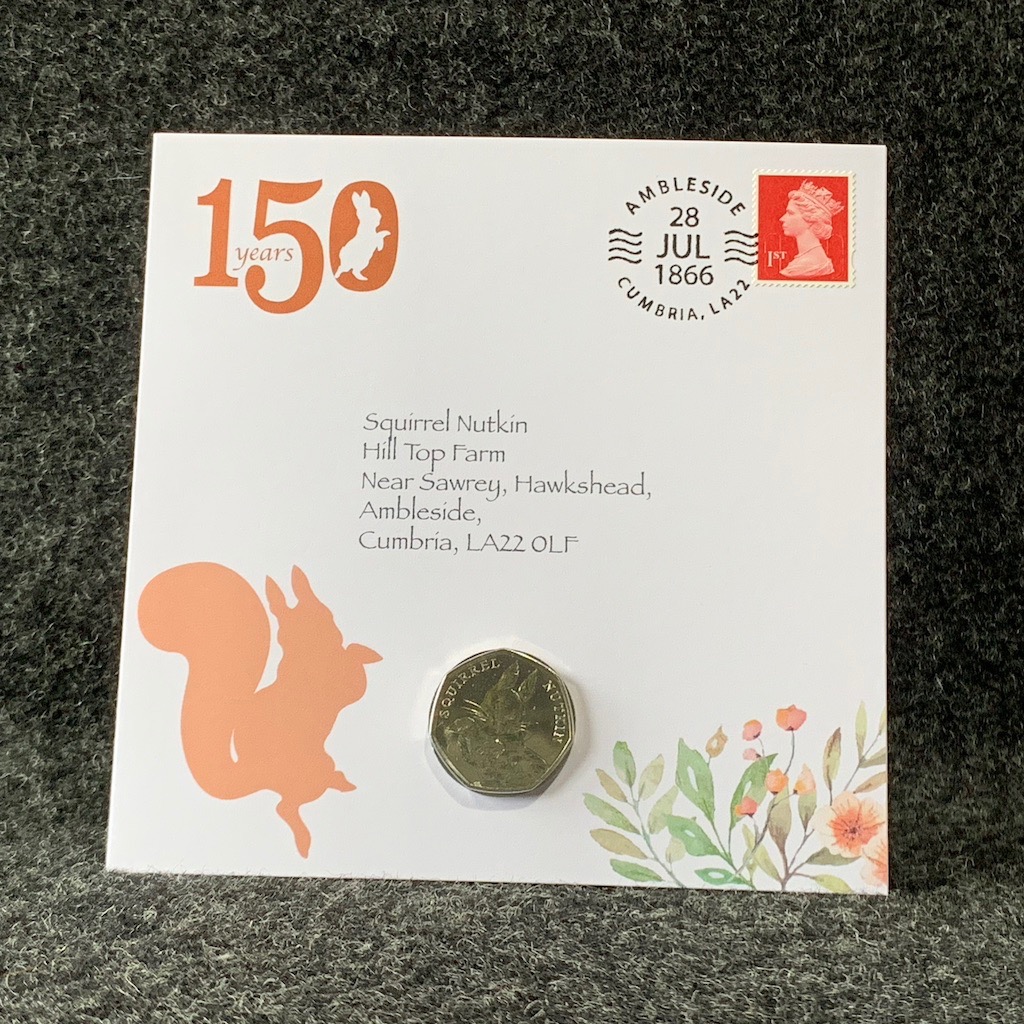 150
years
AMBLESIDE
28
JUL
1866
CUMBRIA, LA22
1ST
Squirrel Nutkin
Hill Top Farm
Near Sawrey, Hawkshead,
Ambleside,
Cumbria, LA22 0LF
SQUIRREL NUTKIN